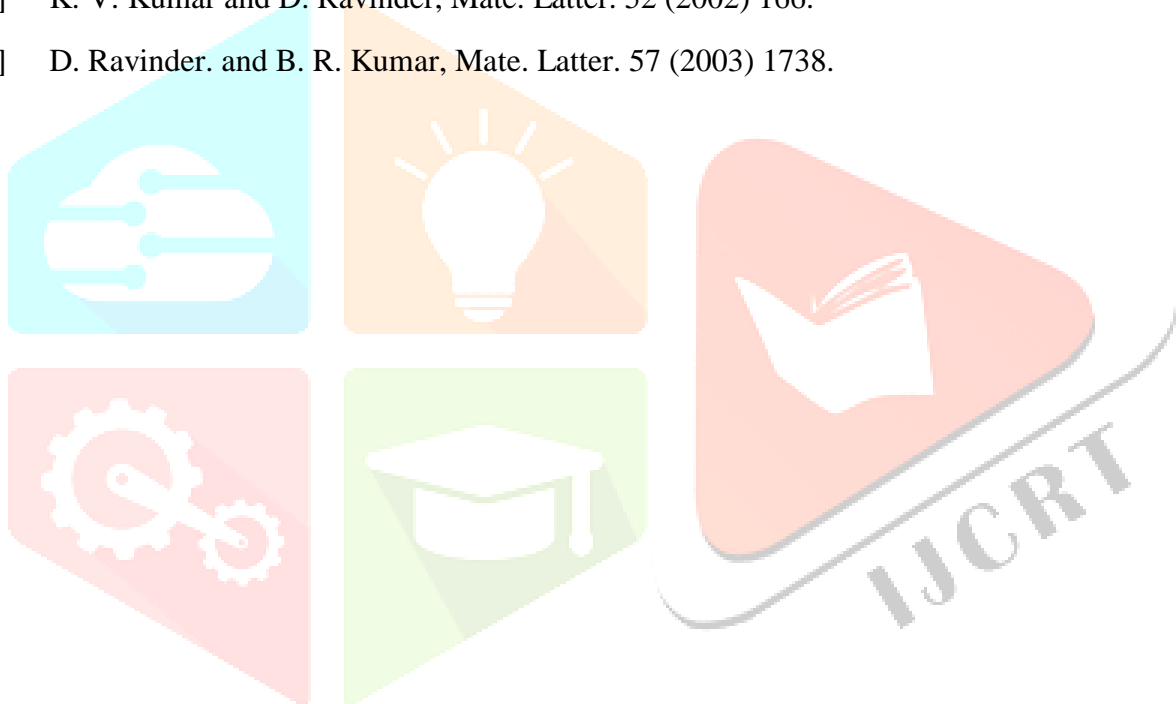 ] K. V. Kumar and D. Ravinder, Mate. Latter. 52 (2002) 166.
] D. Ravinder. and B. R. Kumar, Mate. Latter. 57 (2003) 1738.
IJCRT